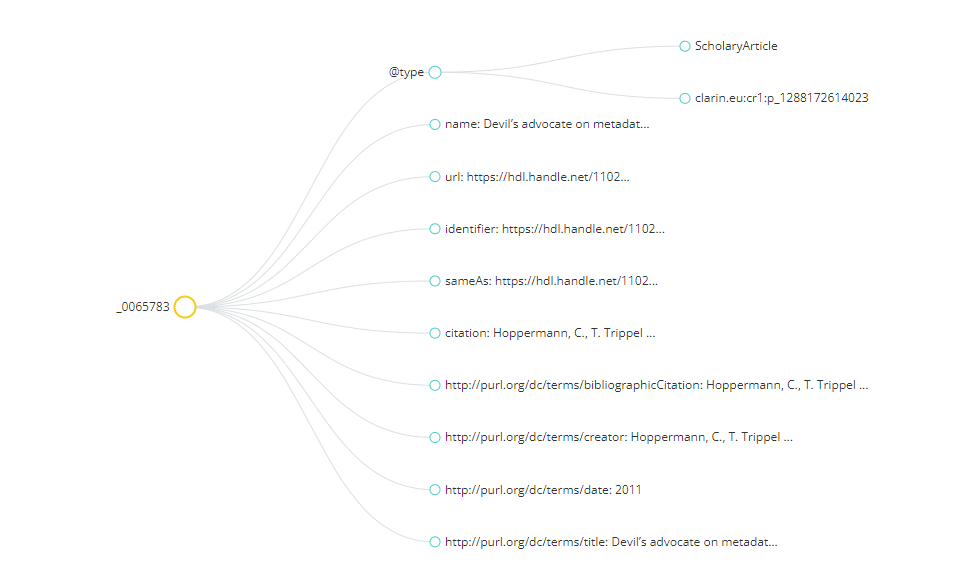 ScholaryArticle
@type
clarin.eu:cr1:p_1288172614023
name: Devil’s advocate on metadat...
url: https://hdl.handle.net/1102...
identifier: https://hdl.handle.net/1102...
sameAs: https://hdl.handle.net/1102...
_0065783
citation: Hoppermann, C., T. Trippel ...
http://purl.org/dc/terms/bibliographicCitation: Hoppermann, C., T. Trippel ...
http://purl.org/dc/terms/creator: Hoppermann, C., T. Trippel ...
http://purl.org/dc/terms/date: 2011
http://purl.org/dc/terms/title: Devil’s advocate on metadat...